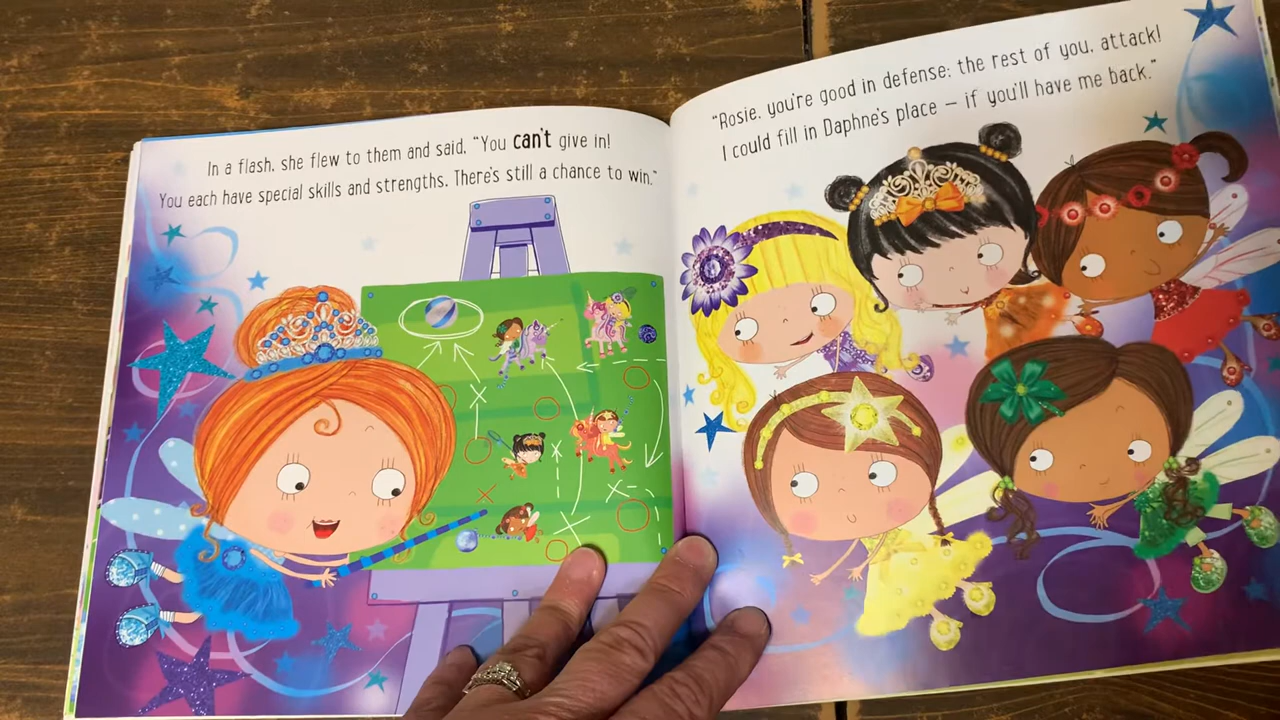 In a flash, she flew to them and said, "You can't give in!
You each have special skills and strengths. There's still a chance to win."
"Rosie, you're good in defense; the rest of you, attack!
I could fill in Daphne's place – if you'll have me back."